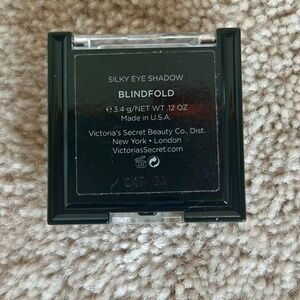 SILKY EYE SHADOW
BLINDFOLD
℮ 3.4 g/NET WT .12 OZ
Made in U.S.A.
Victoria's Secret Beauty Co., Dist.
New York • London
VictoriasSecret.com